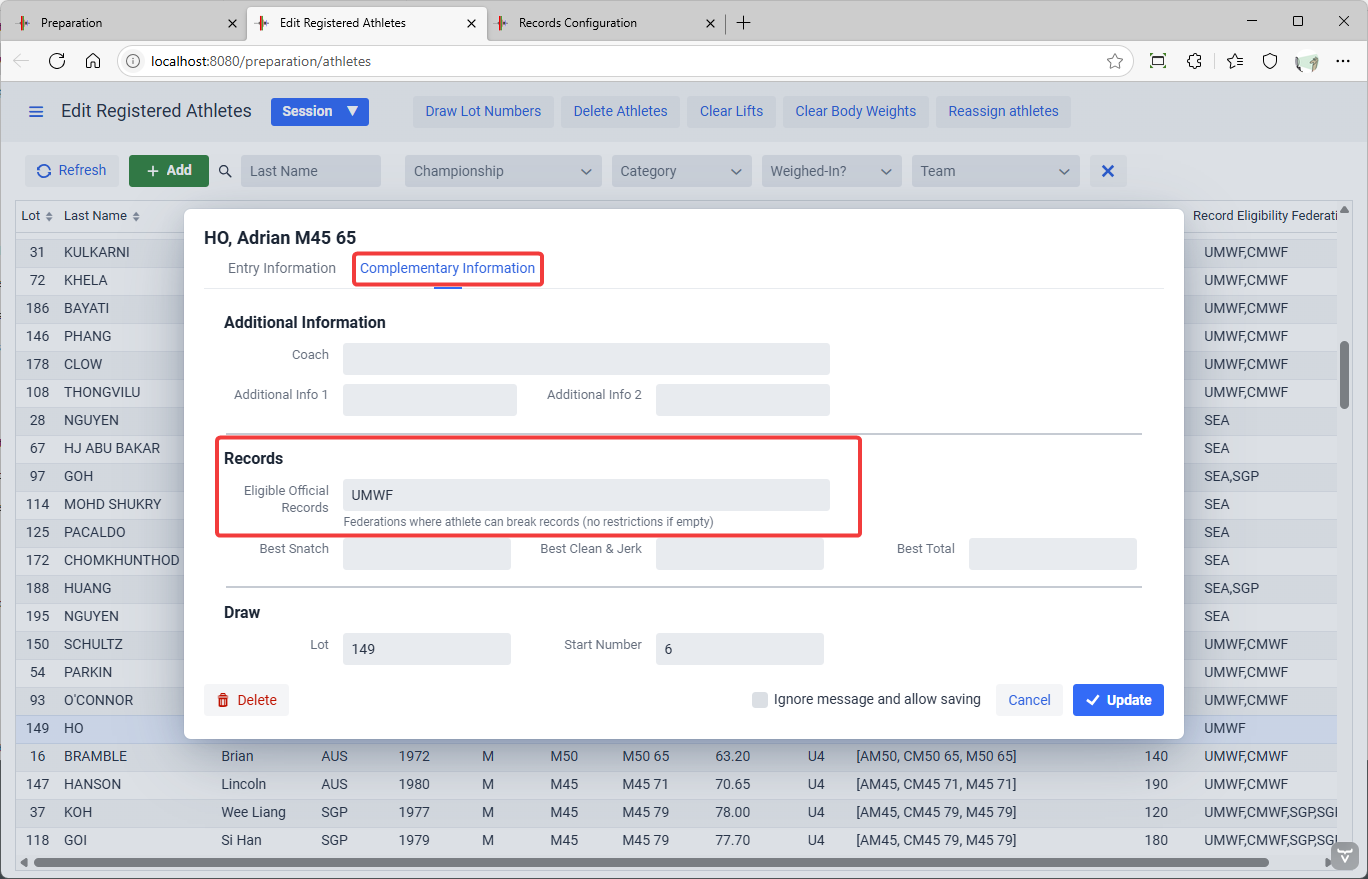 Preparation
Edit Registered Athletes
Records Configuration
localhost:8080/preparation/athletes
Edit Registered Athletes
Session
Draw Lot Numbers
Delete Athletes
Clear Lifts
Clear Body Weights
Reassign athletes
Refresh
Add
Last Name
Championship
Category
Weighed-In?
Team
Lot Last Name Record Eligibility Federati
31 KULKARNI UMWF,CMWF
72 KHELA UMWF,CMWF
186 BAYATI UMWF,CMWF
146 PHANG UMWF,CMWF
178 CLOW UMWF,CMWF
108 THONGVILU UMWF,CMWF
28 NGUYEN SEA
67 HJ ABU BAKAR SEA
97 GOH SEA,SGP
114 MOHD SHUKRY SEA
125 PACALDO SEA
172 CHOMKHUNTHOD SEA
188 HUANG SEA,SGP
195 NGUYEN SEA
150 SCHULTZ UMWF,CMWF
54 PARKIN UMWF,CMWF
93 O'CONNOR UMWF,CMWF
149 HO UMWF
16 BRAMBLE Brian AUS 1972 M M50 M50 65 63.20 U4 [AM50, CM50 65, M50 65] 140 UMWF,CMWF
147 HANSON Lincoln AUS 1980 M M45 M45 71 70.65 U4 [AM45, CM45 71, M45 71] 190 UMWF,CMWF
37 KOH Wee Liang SGP 1977 M M45 M45 79 78.00 U4 [AM45, CM45 79, M45 79] 120 UMWF,CMWF,SGP,SGI
118 GOI Si Han SGP 1979 M M45 M45 79 77.70 U4 [AM45, CM45 79, M45 79] 180 UMWF,CMWF,SGP,SGI
HO, Adrian M45 65
Entry Information
Complementary Information
Additional Information
Coach
Additional Info 1
Additional Info 2
Records
Eligible Official
Records
UMWF
Federations where athlete can break records (no restrictions if empty)
Best Snatch
Best Clean & Jerk
Best Total
Draw
Lot 149
Start Number 6
Delete
Ignore message and allow saving
Cancel
Update